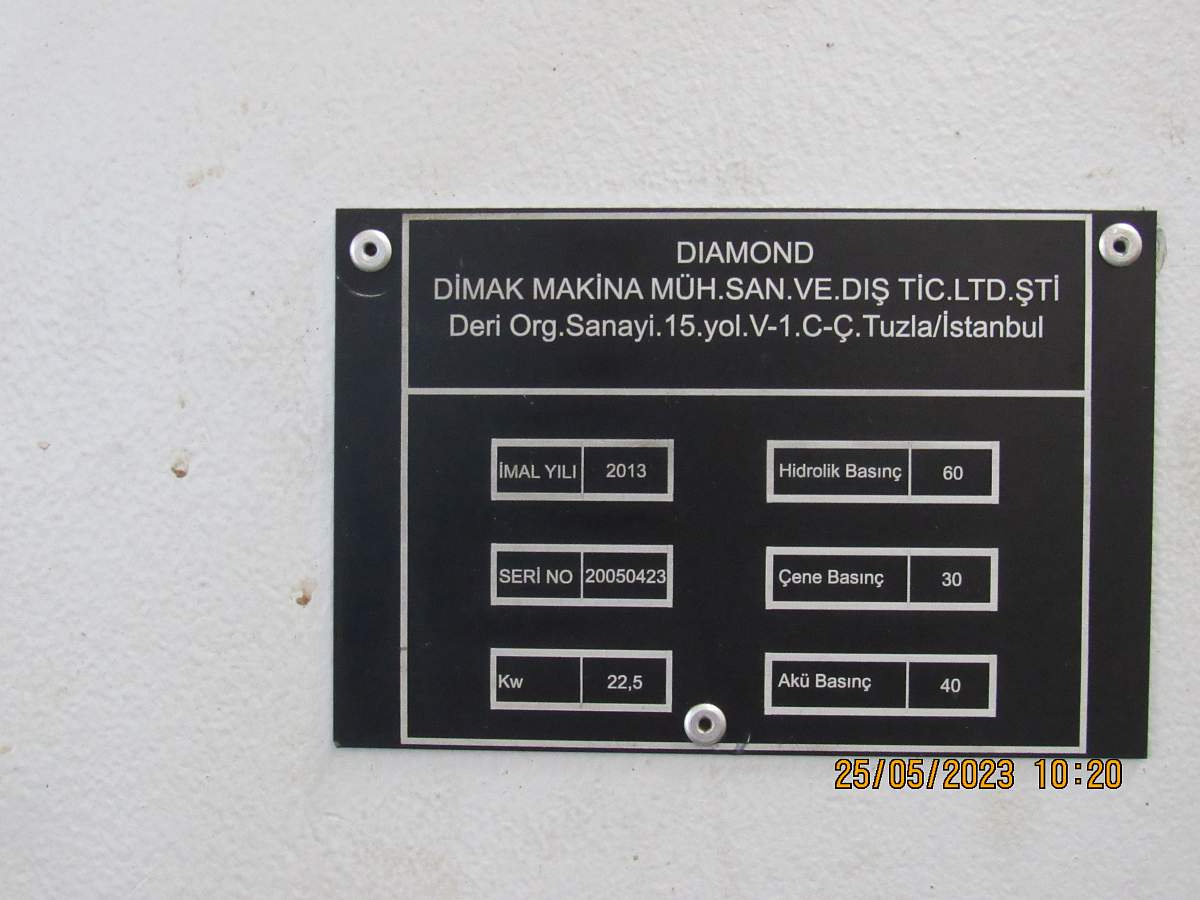 DIAMOND
DİMAK MAKİNA MÜH.SAN.VE.DIŞ TİC.LTD.ŞTİ
Deri Org.Sanayi.15.yol.V-1.C-Ç.Tuzla/İstanbul
İMAL YILI 2013
Hidrolik Basınç 60
SERİ NO 20050423
Çene Basınç 30
Kw 22,5
Akü Basınç 40
25/05/2023 10:20